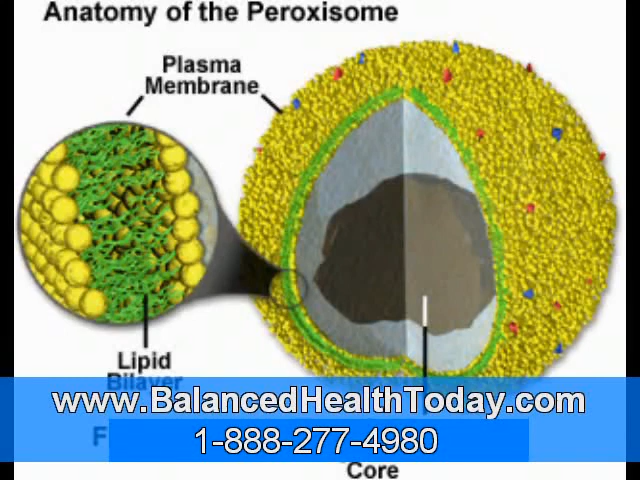 Anatomy of the Peroxisome
Plasma
Membrane
Lipid
Bilayer
www.BalancedHealthToday.com
1-888-277-4980
Core